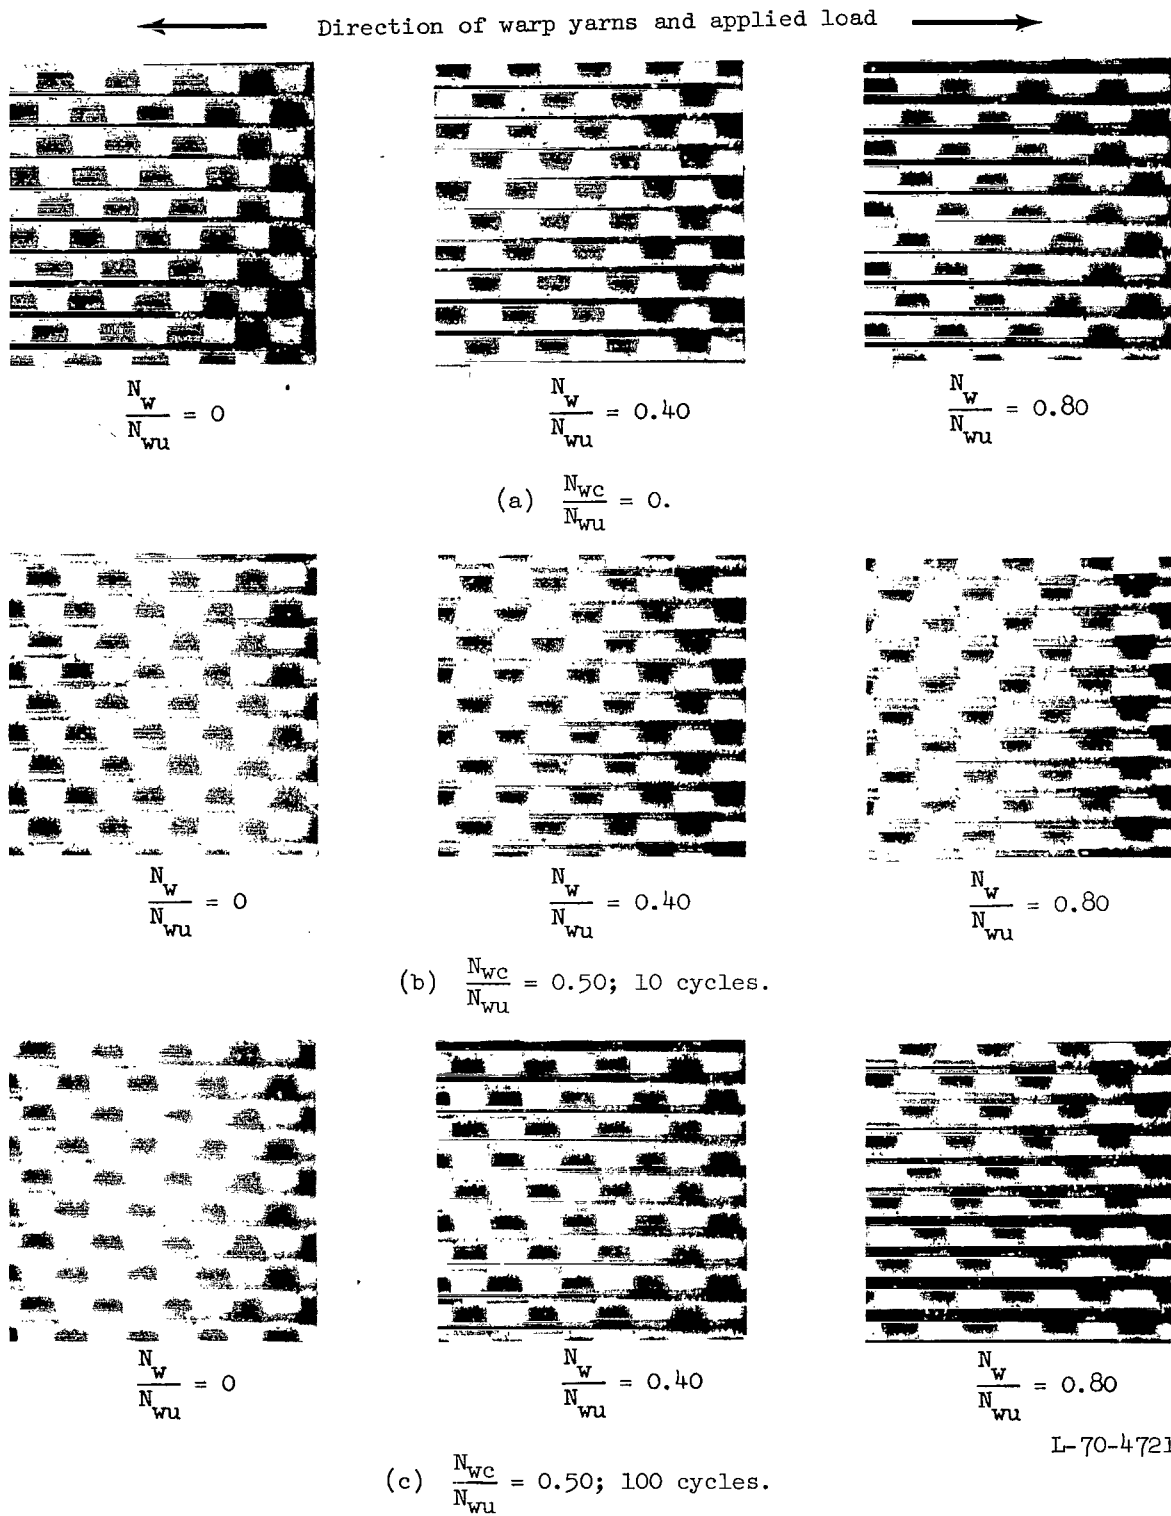 Direction of warp yarns and applied load
N_w/N_wu = 0
N_w/N_wu = 0.40
N_w/N_wu = 0.80
(a) N_wc/N_wu = 0.
N_w/N_wu = 0
N_w/N_wu = 0.40
N_w/N_wu = 0.80
(b) N_wc/N_wu = 0.50; 10 cycles.
N_w/N_wu = 0
N_w/N_wu = 0.40
N_w/N_wu = 0.80
L-70-4721
(c) N_wc/N_wu = 0.50; 100 cycles.